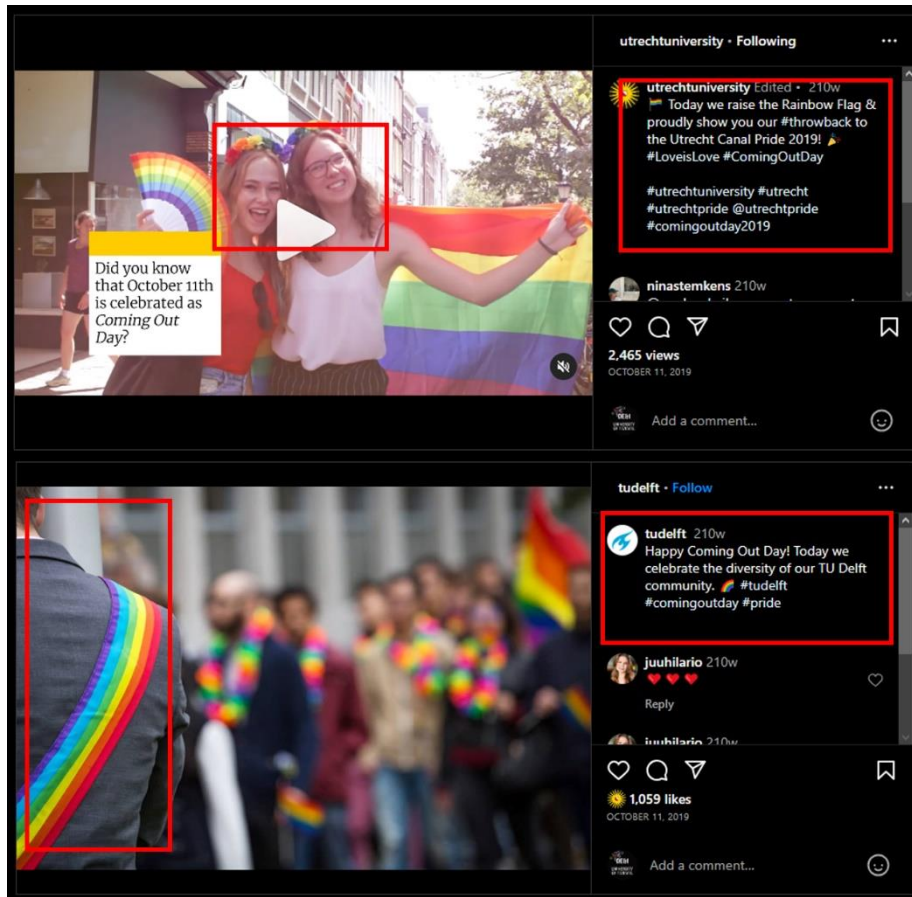 utrechtuniversity • Following
utrechtuniversity Edited • 210w
🏳️‍🌈 Today we raise the Rainbow Flag &
proudly show you our #throwback to
the Utrecht Canal Pride 2019! 🎉
#LoveisLove #ComingOutDay
#utrechtuniversity #utrecht
#utrechtpride @utrechtpride
#comingoutday2019
ninastemkens 210w
2,465 views
OCTOBER 11, 2019
Add a comment...
Did you know
that October 11th
is celebrated as
Coming Out
Day?
tudelft • Follow
tudelft 210w
Happy Coming Out Day! Today we
celebrate the diversity of our TU Delft
community. 🌈 #tudelft
#comingoutday #pride
juuhilario 210w
❤️❤️❤️
Reply
juuhilario 210w
1,059 likes
OCTOBER 11, 2019
Add a comment...